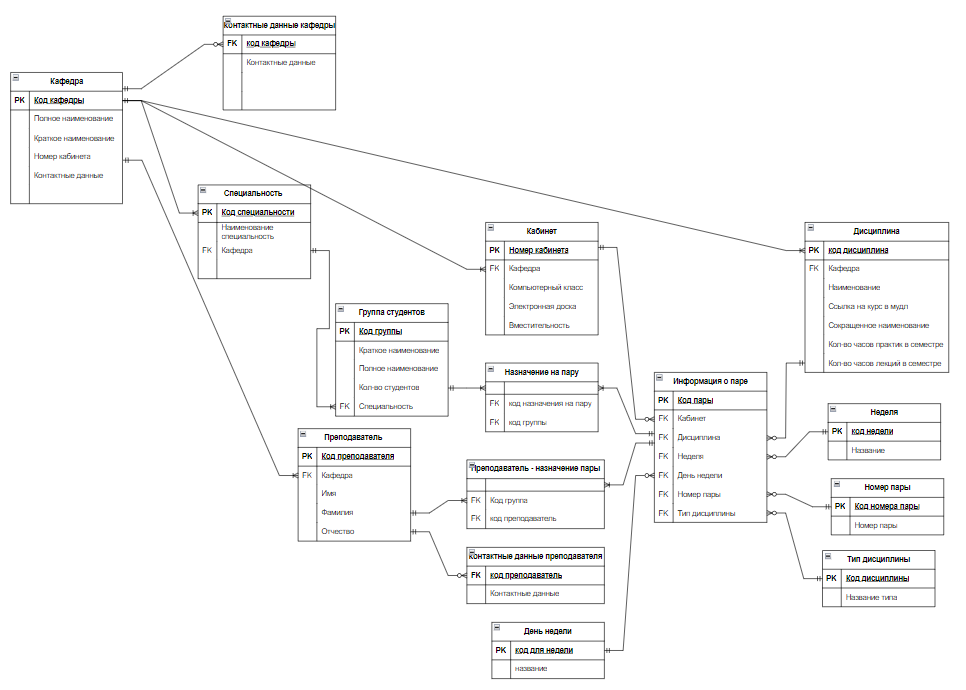 контактные данные кафедры
FK код кафедры
Контактные данные
Кафедра
PK Код кафедры
Полное наименование
Краткое наименование
Номер кабинета
Контактные данные
Специальность
PK Код специальности
Наименование
специальность
FK Кафедра
Кабинет
PK Номер кабинета
FK Кафедра
Компьютерный класс
Электронная доска
Вместительность
Дисциплина
PK код дисциплина
FK Кафедра
Наименование
Ссылка на курс в мудл
Сокращенное наименование
Кол-во часов практик в семестре
Кол-во часов лекций в семестре
Группа студентов
PK Код группы
Краткое наименование
Полное наименование
Кол-во студентов
FK Специальность
Назначение на пару
FK код назначения на пару
FK код группы
Информация о паре
PK Код пары
FK Кабинет
FK Дисциплина
FK Неделя
FK День недели
FK Номер пары
FK Тип дисциплины
Неделя
PK код недели
Название
Преподаватель
PK Код преподавателя
FK Кафедра
Имя
Фамилия
Отчество
Преподаватель - назначение пары
FK Код группа
FK код преподаватель
Номер пары
PK Код номера пары
Номер пары
контактные данные преподавателя
FK код преподаватель
Контактные данные
Тип дисциплины
PK Код дисциплины
Название типа
День недели
PK код для недели
название